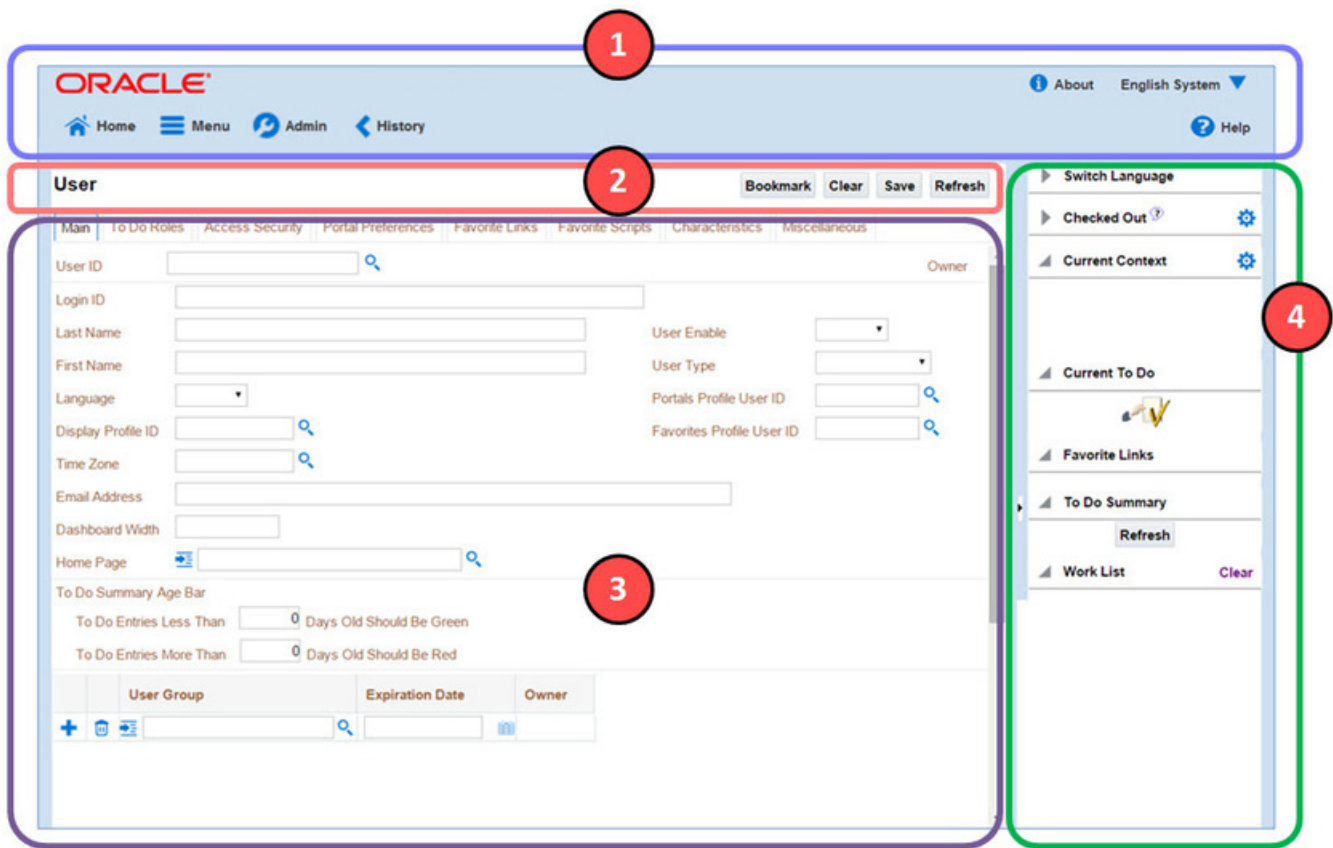 1
ORACLE
About English System
Home Menu Admin History Help
2
User Bookmark Clear Save Refresh
Main To Do Roles Access Security Portal Preferences Favorite Links Favorite Scripts Characteristics Miscellaneous
User ID Owner
Login ID
Last Name User Enable
First Name User Type
Language Portals Profile User ID
Display Profile ID Favorites Profile User ID
Time Zone
Email Address
Dashboard Width
Home Page
3
To Do Summary Age Bar
To Do Entries Less Than 0 Days Old Should Be Green
To Do Entries More Than 0 Days Old Should Be Red
User Group Expiration Date Owner
Switch Language
Checked Out ?
Current Context
4
Current To Do
Favorite Links
To Do Summary
Refresh
Work List Clear